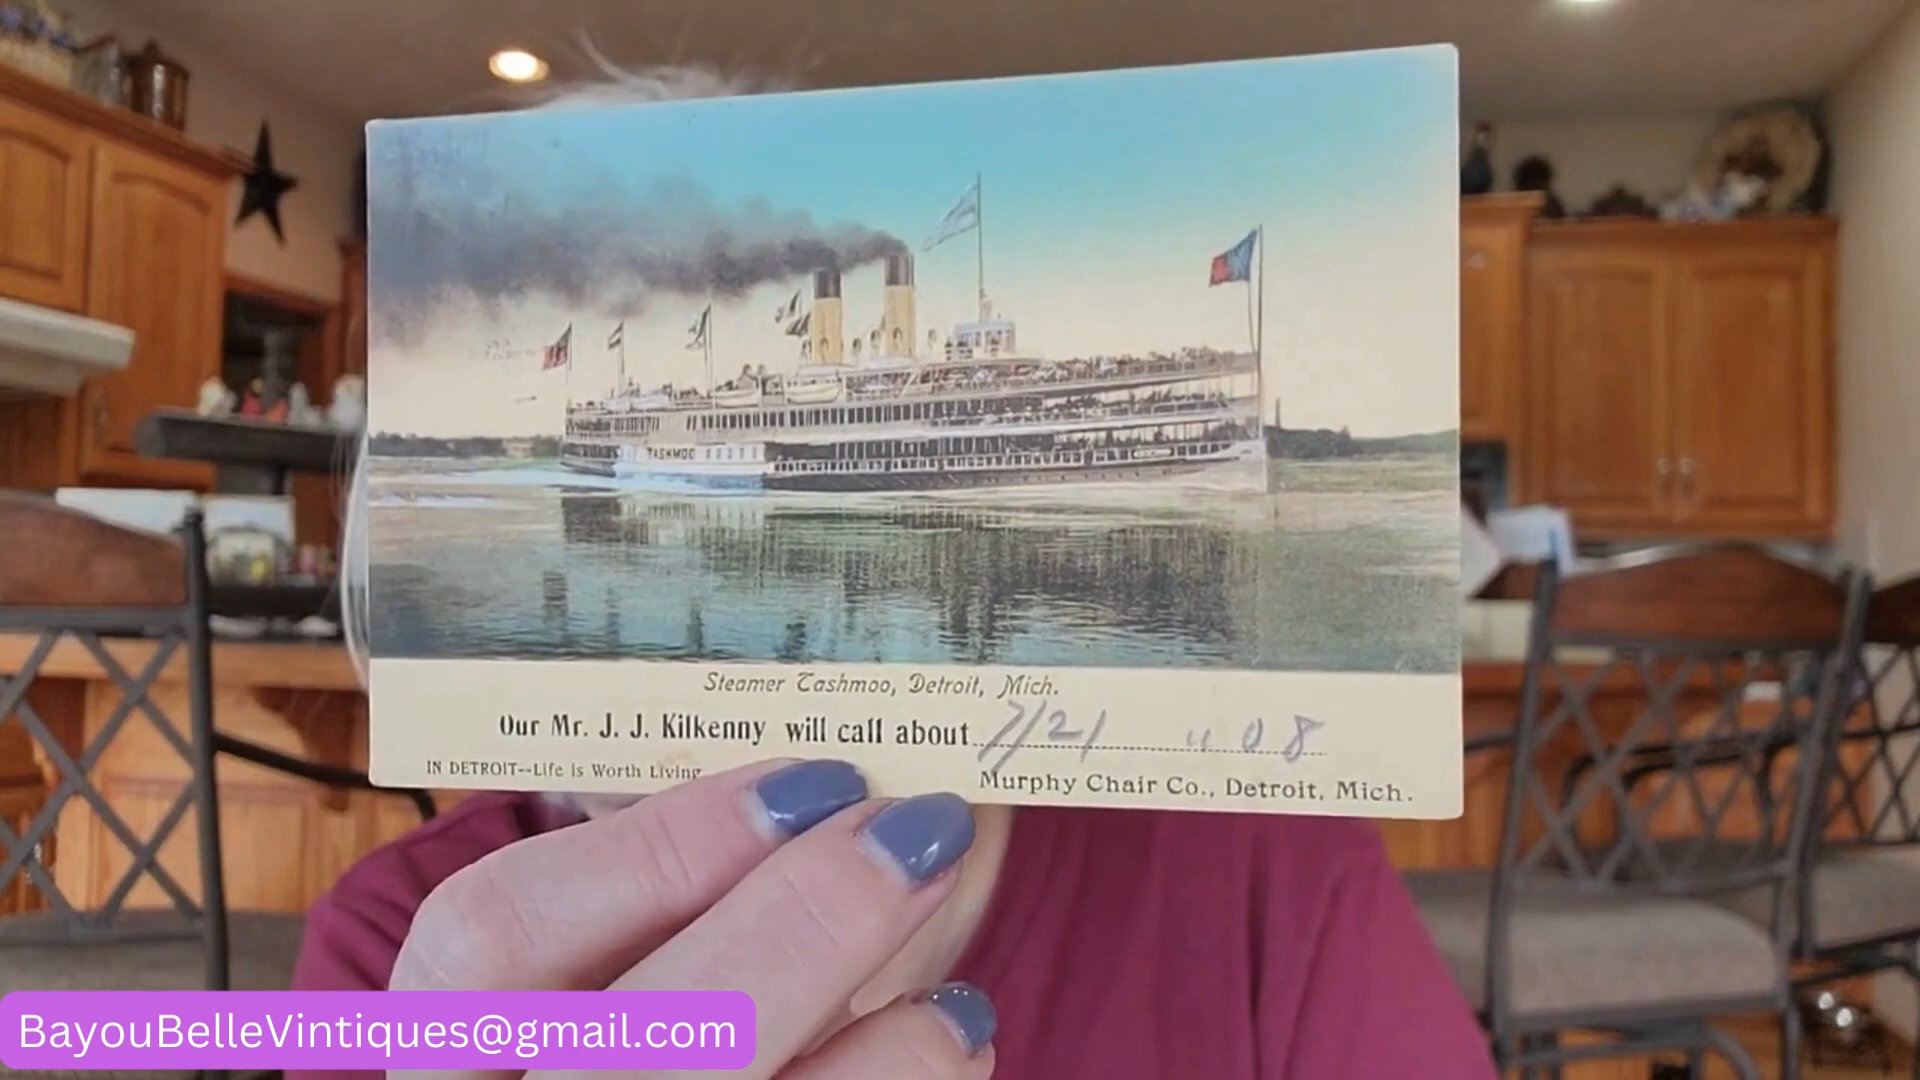 TASHMOO
Steamer Tashmoo, Detroit, Mich.
Our Mr. J. J. Kilkenny will call about 7/21 " 08
IN DETROIT--Life is Worth Living
Murphy Chair Co., Detroit, Mich.
BayouBelleVintiques@gmail.com